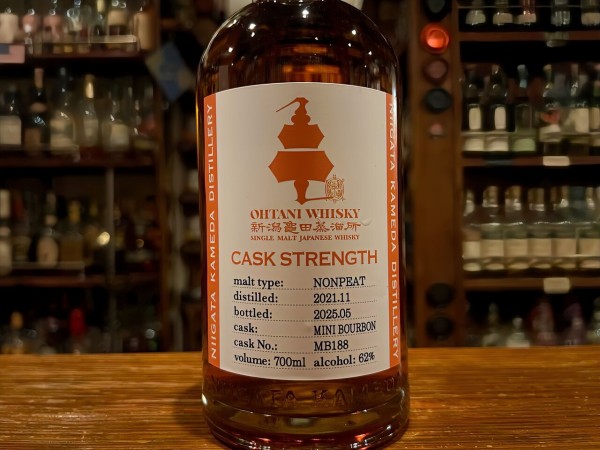 OHTANI WHISKY
新潟亀田蒸溜所
SINGLE MALT JAPANESE WHISKY
CASK STRENGTH
malt type: NONPEAT
distilled: 2021.11
bottled: 2025.05
cask: MINI BOURBON
cask No.: MB188
volume: 700ml alcohol: 62%
NIIGATA KAMEDA DISTILLERY
NIIGATA KAMEDA DISTILLERY